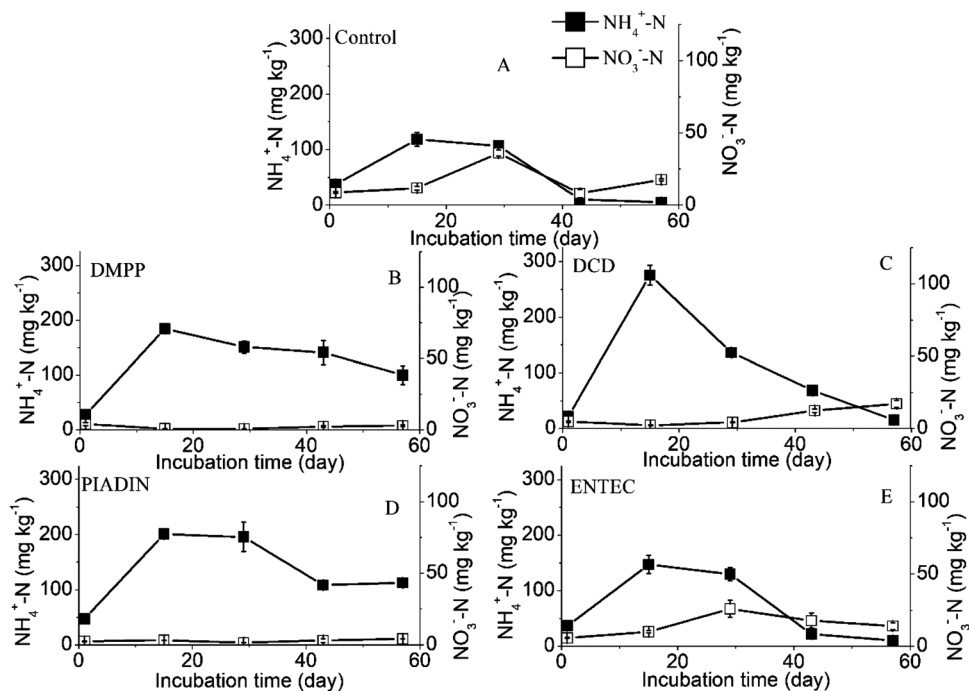 Control
A
NH₄⁺-N
NO₃⁻-N
300
200
100
0
NH₄⁺-N (mg kg⁻¹)
100
50
0
NO₃⁻-N (mg kg⁻¹)
0 20 40 60
Incubation time (day)
DMPP
B
300
200
100
0
NH₄⁺-N (mg kg⁻¹)
100
50
0
NO₃⁻-N (mg kg⁻¹)
0 20 40 60
Incubation time (day)
DCD
C
300
200
100
0
NH₄⁺-N (mg kg⁻¹)
100
50
0
NO₃⁻-N (mg kg⁻¹)
0 20 40 60
Incubation time (day)
PIADIN
D
300
200
100
0
NH₄⁺-N (mg kg⁻¹)
100
50
0
NO₃⁻-N (mg kg⁻¹)
0 20 40 60
Incubation time (day)
ENTEC
E
300
200
100
0
NH₄⁺-N (mg kg⁻¹)
100
50
0
NO₃⁻-N (mg kg⁻¹)
0 20 40 60
Incubation time (day)